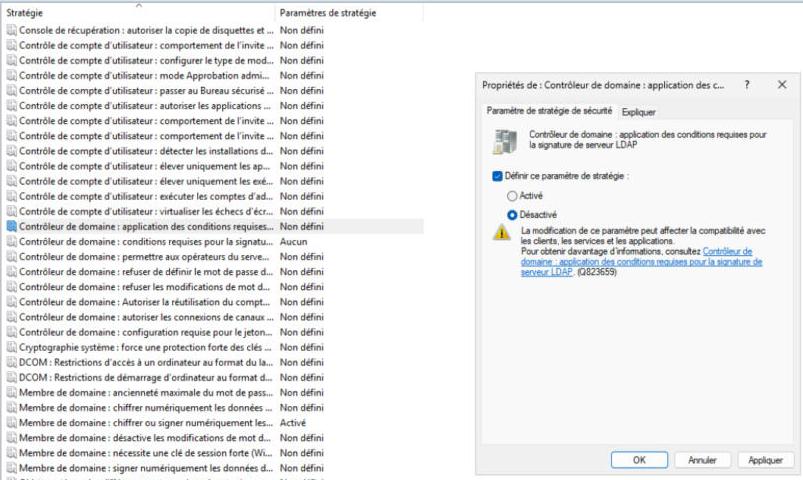 Stratégie
Paramètres de stratégie
Console de récupération : autoriser la copie de disquettes et ... Non défini
Contrôle de compte d'utilisateur : comportement de l'invite ... Non défini
Contrôle de compte d'utilisateur : configurer le type de mod... Non défini
Contrôle de compte d'utilisateur : mode Approbation admi... Non défini
Contrôle de compte d'utilisateur : passer au Bureau sécurisé ... Non défini
Contrôle de compte d'utilisateur : autoriser les applications ... Non défini
Contrôle de compte d'utilisateur : comportement de l'invite ... Non défini
Contrôle de compte d'utilisateur : comportement de l'invite ... Non défini
Contrôle de compte d'utilisateur : détecter les installations d... Non défini
Contrôle de compte d'utilisateur : élever uniquement les ap... Non défini
Contrôle de compte d'utilisateur : élever uniquement les exé... Non défini
Contrôle de compte d'utilisateur : exécuter les comptes d'ad... Non défini
Contrôle de compte d'utilisateur : virtualiser les échecs d'écr... Non défini
Contrôleur de domaine : application des conditions requises... Non défini
Contrôleur de domaine : conditions requises pour la signatu... Aucun
Contrôleur de domaine : permettre aux opérateurs du serve... Non défini
Contrôleur de domaine : refuser de définir le mot de passe d... Non défini
Contrôleur de domaine : refuser les modifications de mot d... Non défini
Contrôleur de domaine : Autoriser la réutilisation du compt... Non défini
Contrôleur de domaine : autoriser les connexions de canaux ... Non défini
Contrôleur de domaine : configuration requise pour le jeton... Non défini
Cryptographie système : force une protection forte des clés ... Non défini
DCOM : Restrictions d'accès à un ordinateur au format du la... Non défini
DCOM : Restrictions de démarrage d'ordinateur au format d... Non défini
Membre de domaine : ancienneté maximale du mot de pass... Non défini
Membre de domaine : chiffrer numériquement les données ... Non défini
Membre de domaine : chiffrer ou signer numériquement les... Activé
Membre de domaine : désactive les modifications de mot d... Non défini
Membre de domaine : nécessite une clé de session forte (Wi... Non défini
Membre de domaine : signer numériquement les données d... Non défini
Propriétés de : Contrôleur de domaine : application des c... ?
Paramètre de stratégie de sécurité
Expliquer
Contrôleur de domaine : application des conditions requises pour
la signature de serveur LDAP
Définir ce paramètre de stratégie :
Activé
Désactivé
La modification de ce paramètre peut affecter la compatibilité avec
les clients, les services et les applications.
Pour obtenir davantage d'informations, consultez Contrôleur de
domaine : application des conditions requises pour la signature de
serveur LDAP. (Q823659)
OK
Annuler
Appliquer